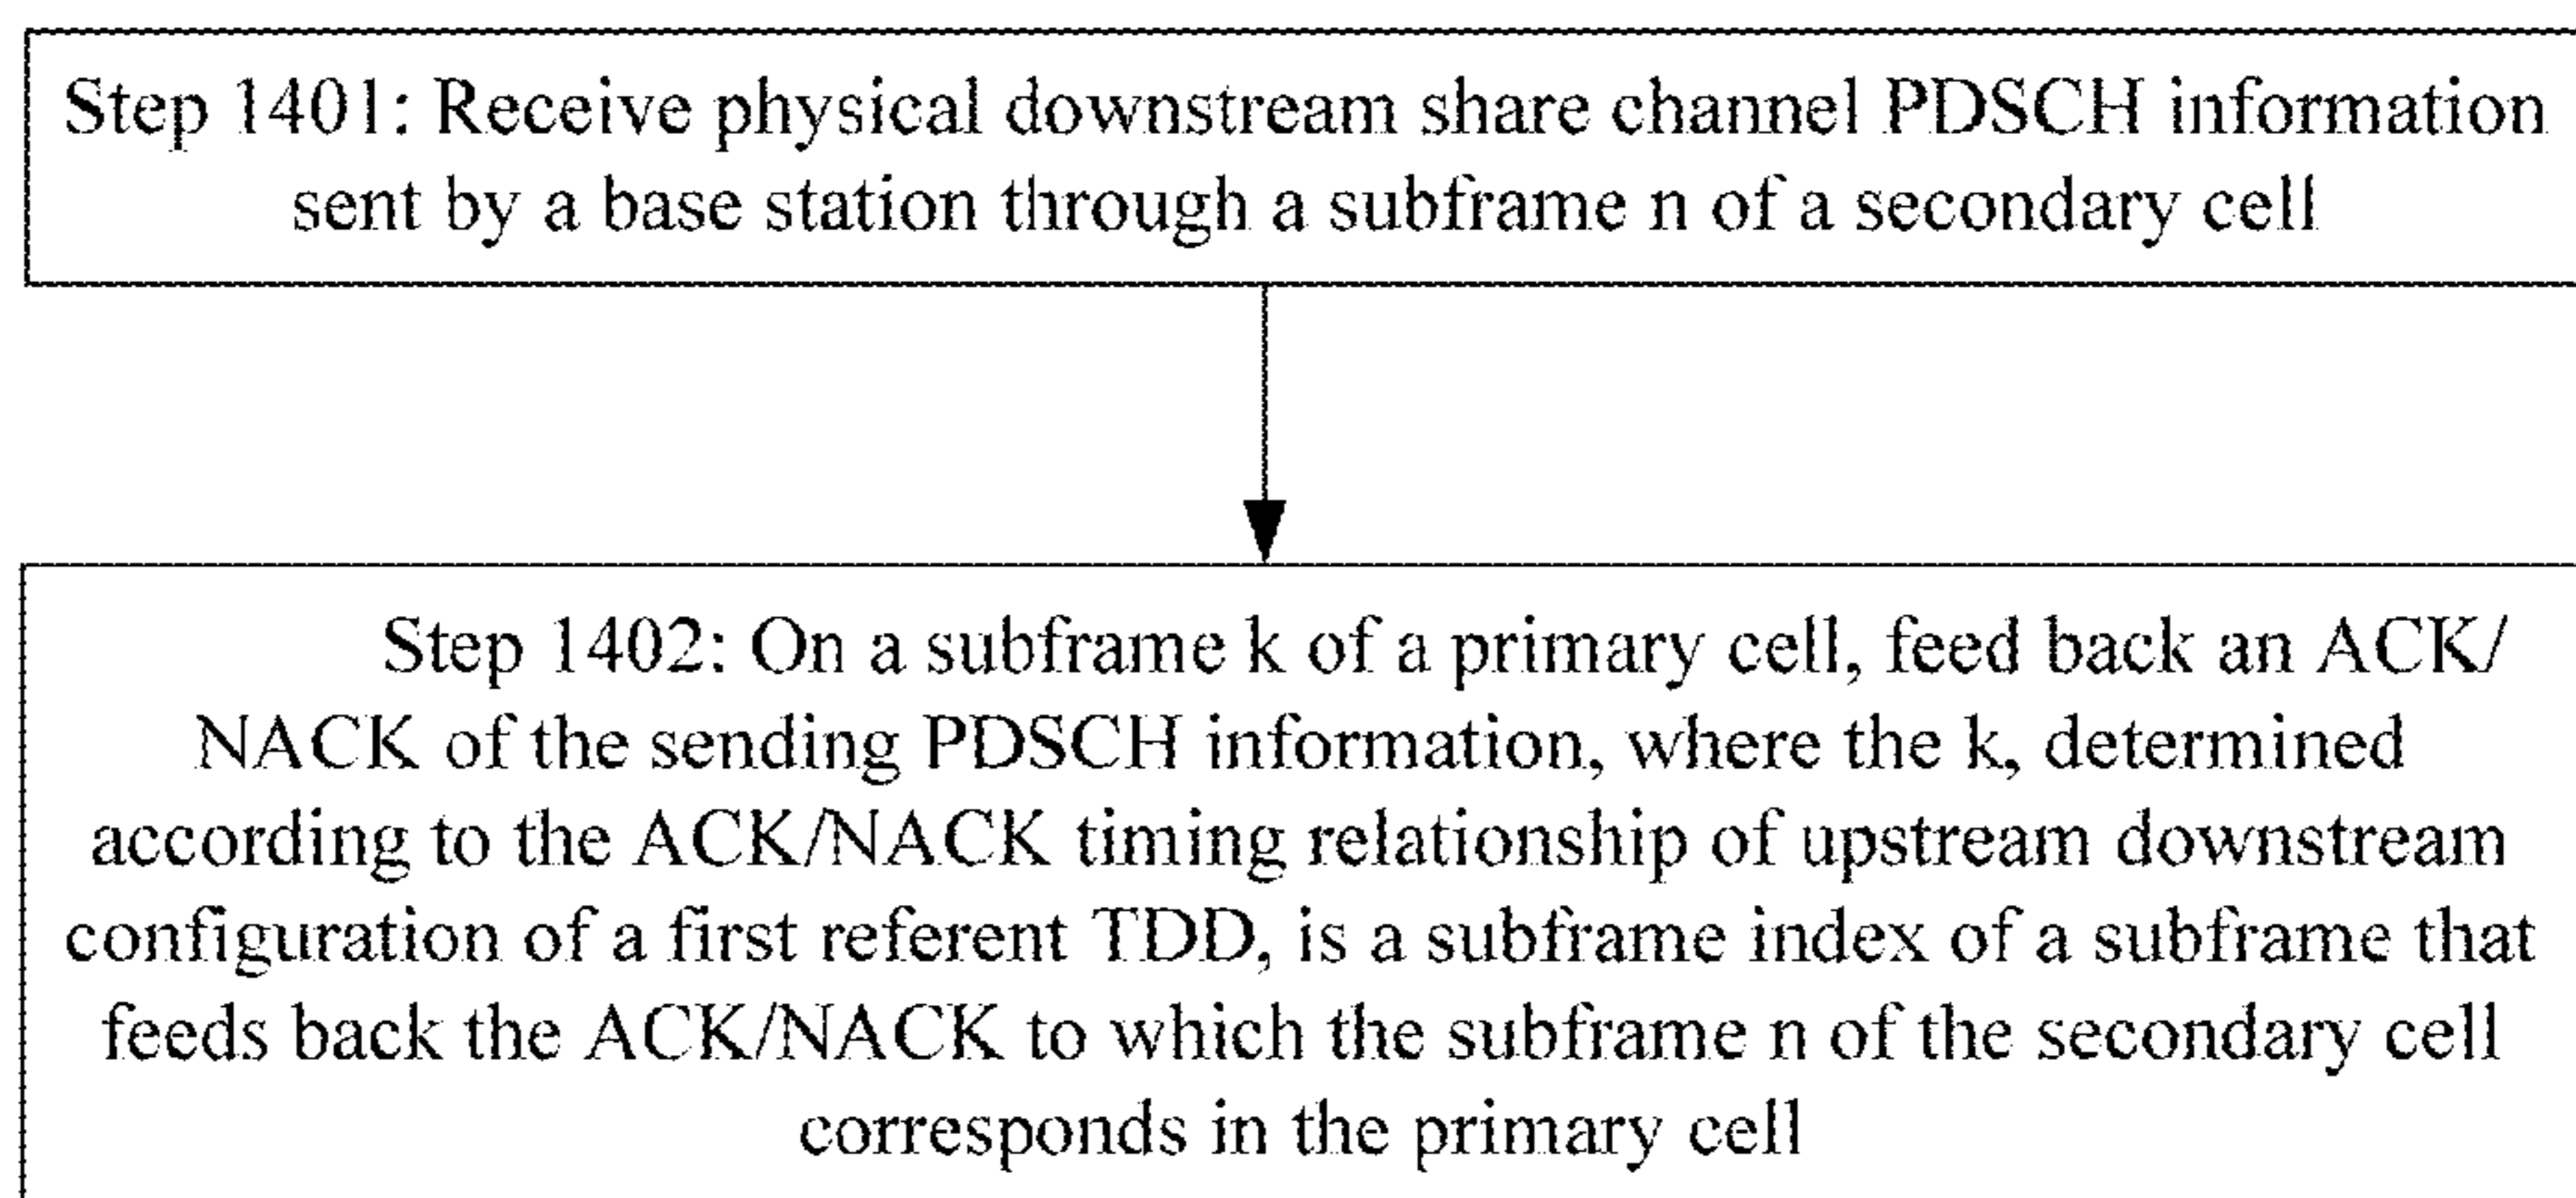 Step 1401: Receive physical downstream share channel PDSCH information
sent by a base station through a subframe n of a secondary cell
Step 1402: On a subframe k of a primary cell, feed back an ACK/
NACK of the sending PDSCH information, where the k, determined
according to the ACK/NACK timing relationship of upstream downstream
configuration of a first referent TDD, is a subframe index of a subframe that
feeds back the ACK/NACK to which the subframe n of the secondary cell
corresponds in the primary cell